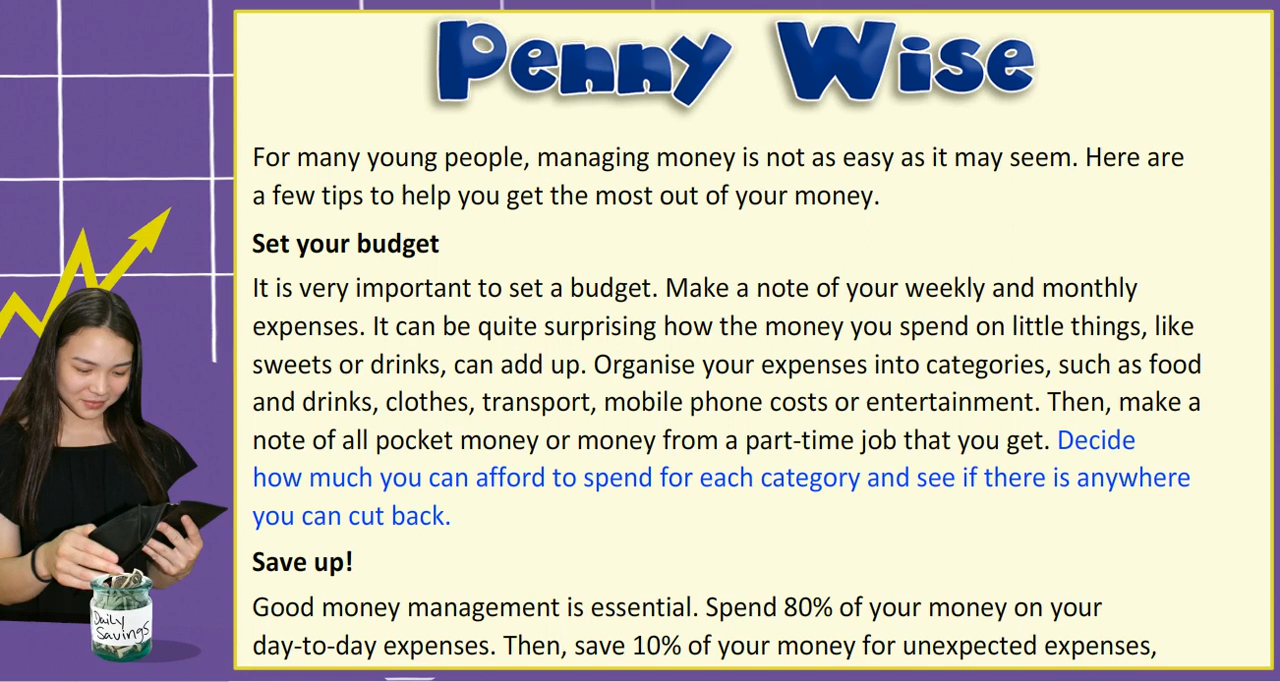 Penny Wise
For many young people, managing money is not as easy as it may seem. Here are
a few tips to help you get the most out of your money.
Set your budget
It is very important to set a budget. Make a note of your weekly and monthly
expenses. It can be quite surprising how the money you spend on little things, like
sweets or drinks, can add up. Organise your expenses into categories, such as food
and drinks, clothes, transport, mobile phone costs or entertainment. Then, make a
note of all pocket money or money from a part-time job that you get. Decide
how much you can afford to spend for each category and see if there is anywhere
you can cut back.
Save up!
Good money management is essential. Spend 80% of your money on your
day-to-day expenses. Then, save 10% of your money for unexpected expenses,
Daily
Savings